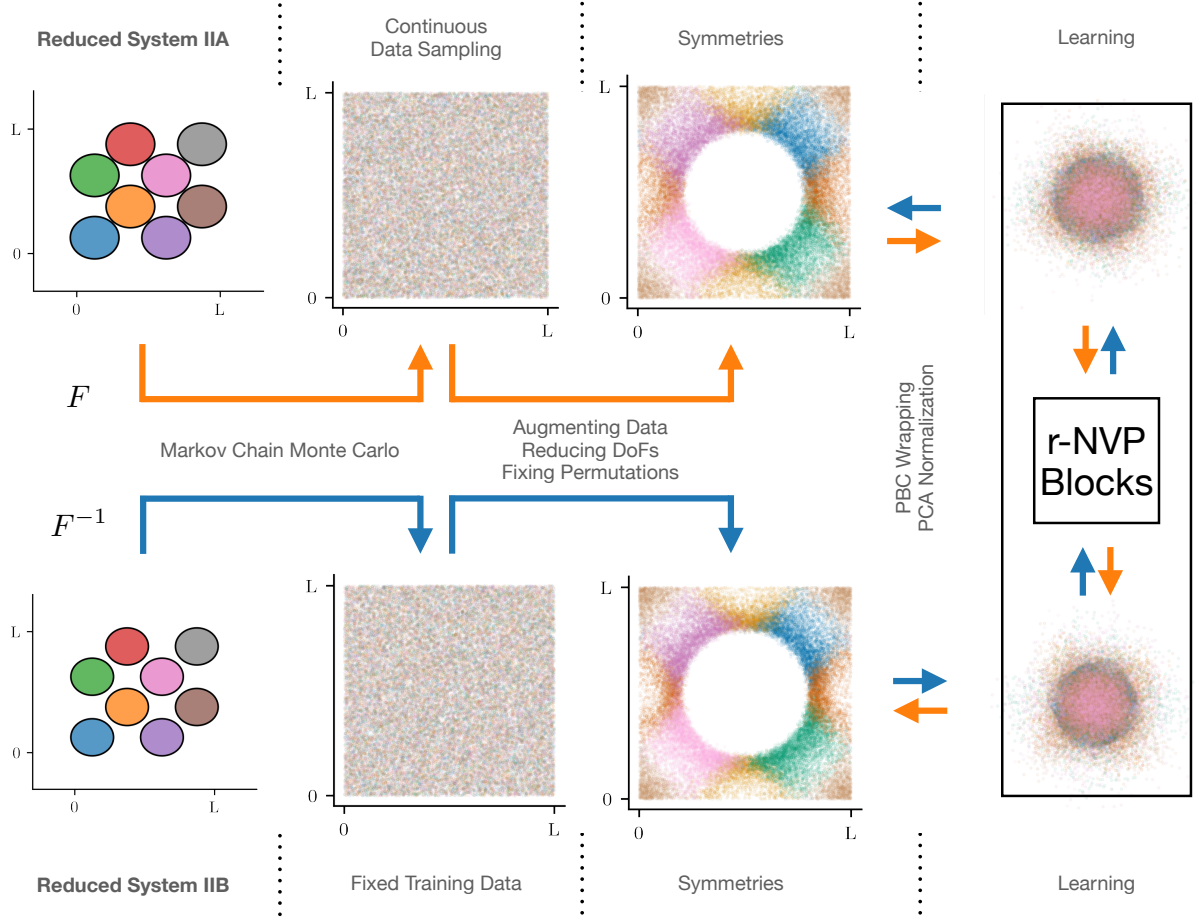 Reduced System IIA
Continuous
Data Sampling
Symmetries
Learning
L
0
0
L
L
0
0
L
L
0
0
L
F
Markov Chain Monte Carlo
Augmenting Data
Reducing DoFs
Fixing Permutations
PBC Wrapping
PCA Normalization
r-NVP
Blocks
F⁻¹
L
0
0
L
L
0
0
L
L
0
0
L
Reduced System IIB
Fixed Training Data
Symmetries
Learning